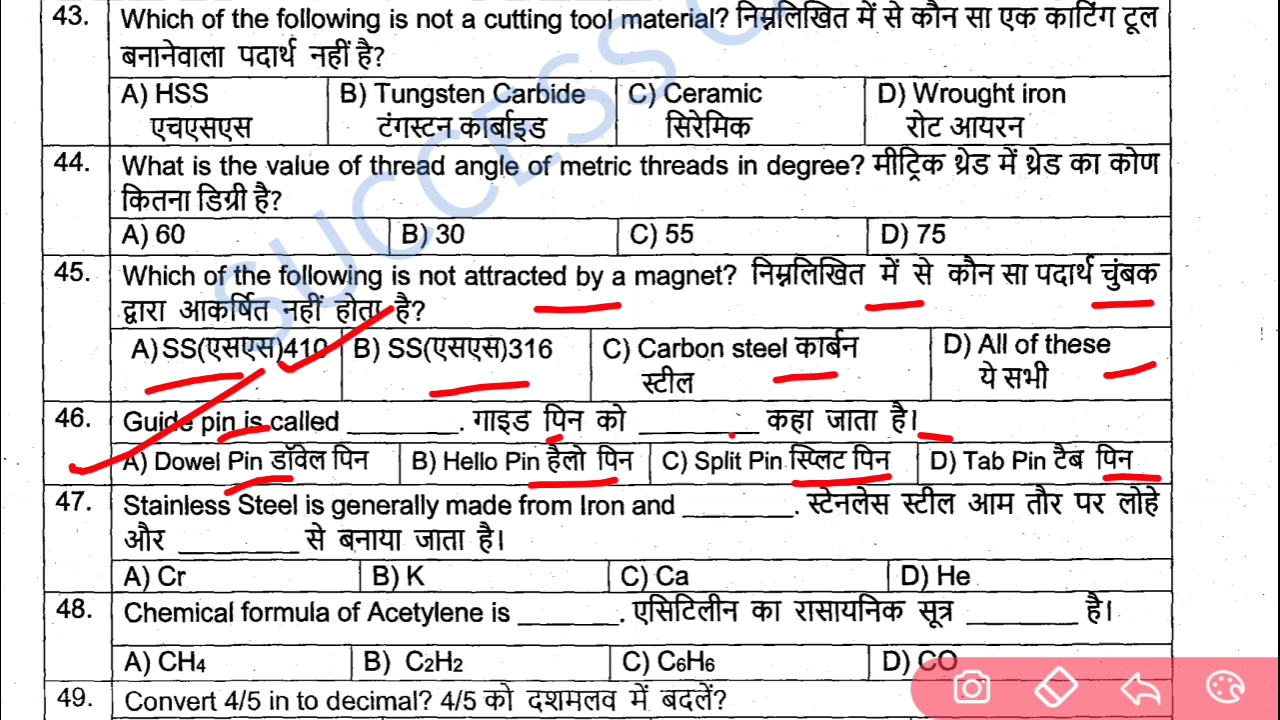 43. Which of the following is not a cutting tool material? निम्नलिखित में से कौन सा एक काटिंग टूल
बनानेवाला पदार्थ नहीं है?
A) HSS B) Tungsten Carbide C) Ceramic D) Wrought iron
एचएसएस टंगस्टन कार्बाइड सिरेमिक रोट आयरन
44. What is the value of thread angle of metric threads in degree? मीट्रिक थ्रेड में थ्रेड का कोण
कितना डिग्री है?
A) 60 B) 30 C) 55 D) 75
45. Which of the following is not attracted by a magnet? निम्नलिखित में से कौन सा पदार्थ चुंबक
द्वारा आकर्षित नहीं होता है?
A) SS(एसएस)410 B) SS(एसएस)316 C) Carbon steel कार्बन D) All of these
स्टील ये सभी
46. Guide pin is called ________. गाइड पिन को ________ कहा जाता है।
A) Dowel Pin डॉवेल पिन B) Hello Pin हैलो पिन C) Split Pin स्प्लिट पिन D) Tab Pin टैब पिन
47. Stainless Steel is generally made from Iron and ________. स्टेनलेस स्टील आम तौर पर लोहे
और ________ से बनाया जाता है।
A) Cr B) K C) Ca D) He
48. Chemical formula of Acetylene is ________. एसिटिलीन का रासायनिक सूत्र ________ है।
A) CH4 B) C2H2 C) C6H6 D) CO
49. Convert 4/5 in to decimal? 4/5 को दशमलव में बदलें?
SUCCESS